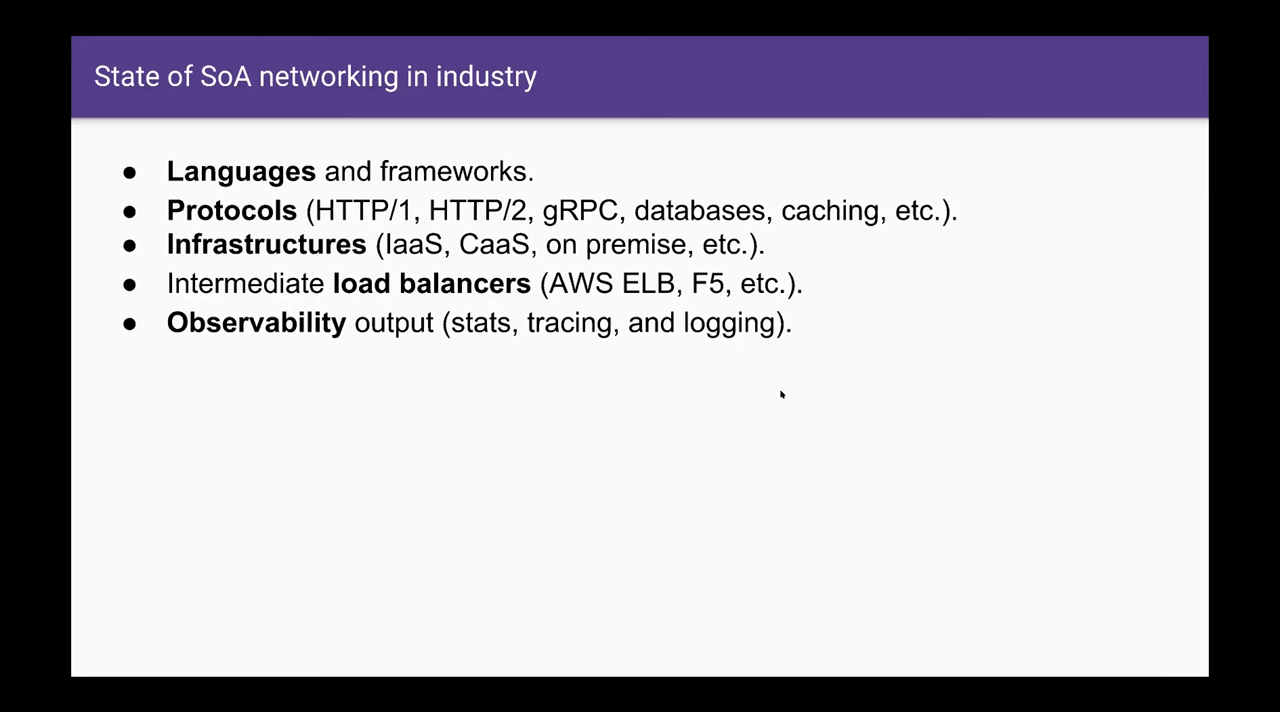 State of SoA networking in industry
● Languages and frameworks.
● Protocols (HTTP/1, HTTP/2, gRPC, databases, caching, etc.).
● Infrastructures (IaaS, CaaS, on premise, etc.).
● Intermediate load balancers (AWS ELB, F5, etc.).
● Observability output (stats, tracing, and logging).